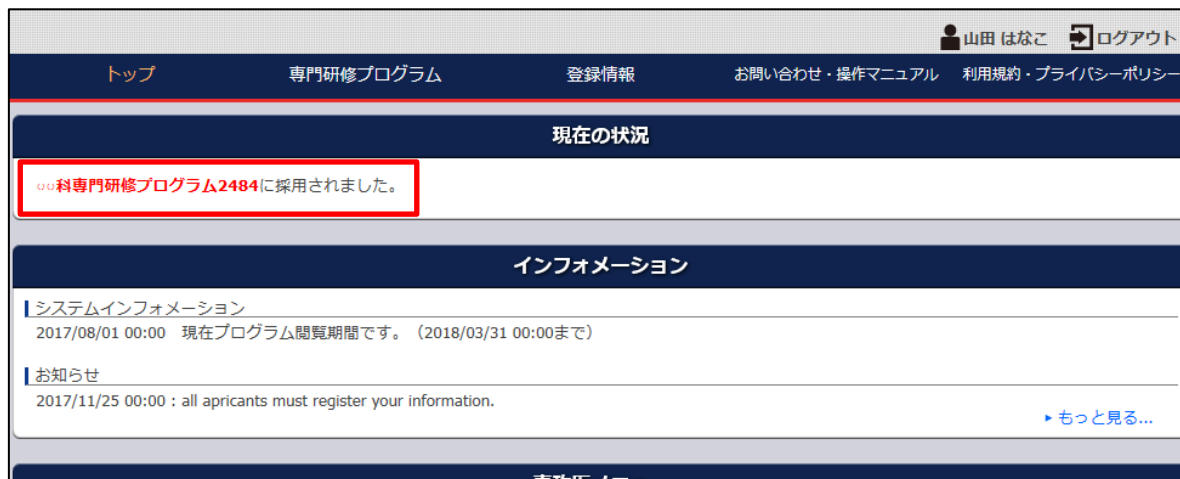 山田 はなこ ログアウト
トップ 専門研修プログラム 登録情報 お問い合わせ・操作マニュアル 利用規約・プライバシーポリシー
現在の状況
○○科専門研修プログラム2484に採用されました。
インフォメーション
システムインフォメーション
2017/08/01 00:00 現在プログラム閲覧期間です。（2018/03/31 00:00まで）
お知らせ
2017/11/25 00:00 : all apricants must register your information.
▸ もっと見る...